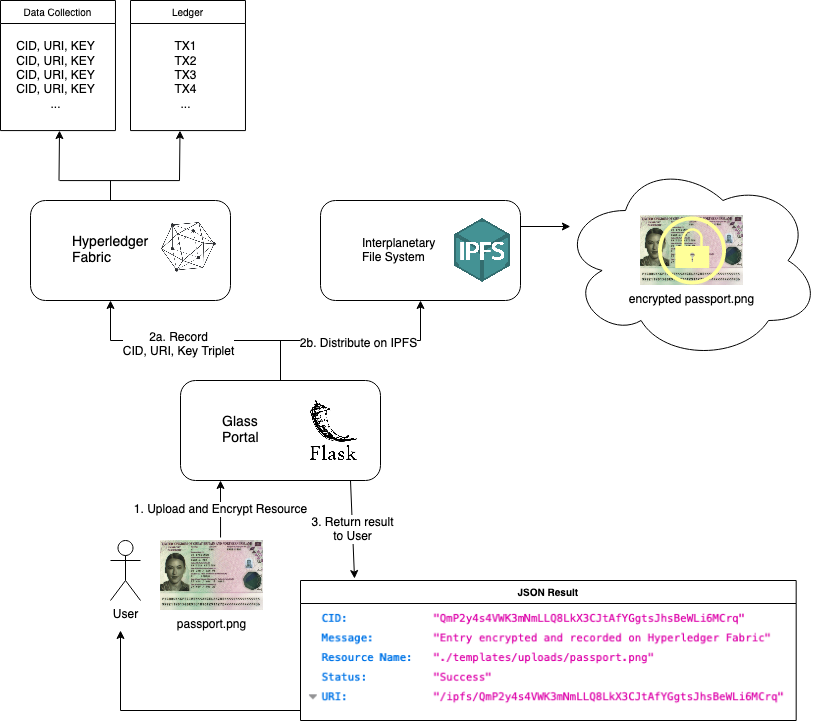 Data Collection
CID, URI, KEY
CID, URI, KEY
CID, URI, KEY
CID, URI, KEY
...
Ledger
TX1
TX2
TX3
TX4
...
Hyperledger
Fabric
Interplanetary
File System
IPFS
encrypted passport.png
2a. Record
CID, URI, Key Triplet
2b. Distribute on IPFS
Glass
Portal
Flask
1. Upload and Encrypt Resource
3. Return result
to User
User
passport.png
JSON Result
CID: "QmP2y4s4VWK3mNmLLQ8LkX3CJtAfYGgtsJhsBeWLi6MCrq"
Message: "Entry encrypted and recorded on Hyperledger Fabric"
Resource Name: "./templates/uploads/passport.png"
Status: "Success"
URI: "/ipfs/QmP2y4s4VWK3mNmLLQ8LkX3CJtAfYGgtsJhsBeWLi6MCrq"